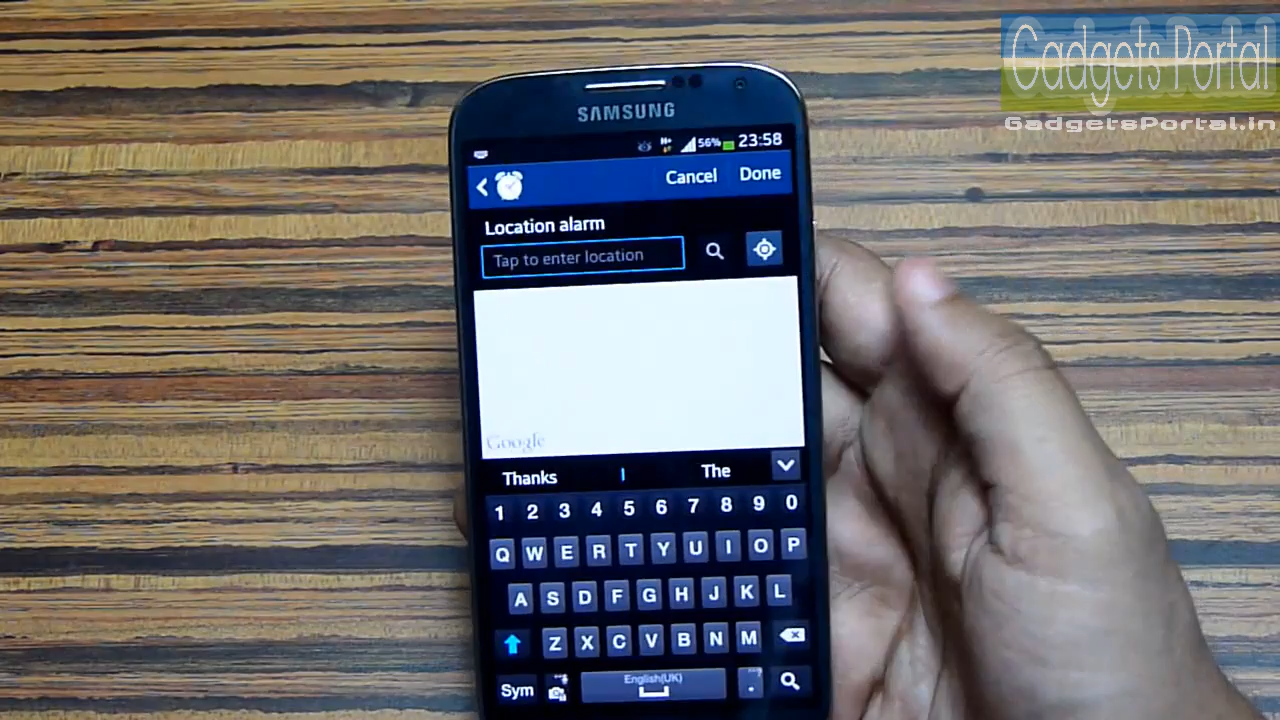 Gadgets Portal
GadgetsPortal.in
SAMSUNG
56% 23:58
Cancel Done
Location alarm
Tap to enter location
Google
Thanks I The
1 2 3 4 5 6 7 8 9 0
Q W E R T Y U I O P
A S D F G H J K L
Z X C V B N M
Sym English(UK) .